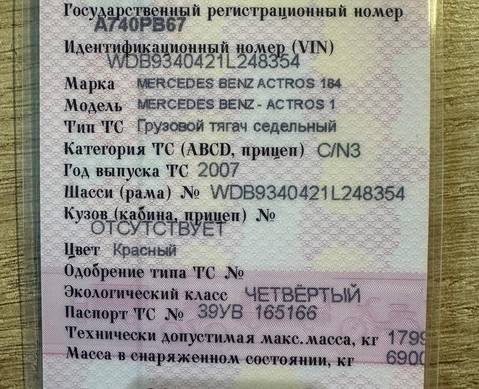 Государственный регистрационный номер
А740РВ67
Идентификационный номер (VIN)
WDB9340421L248354
Марка MERCEDES BENZ ACTROS 184
Модель MERCEDES BENZ - ACTROS 1
Тип ТС Грузовой тягач седельный
Категория ТС (ABCD, прицеп) C/N3
Год выпуска ТС 2007
Шасси (рама) № WDB9340421L248354
Кузов (кабина, прицеп) №
ОТСУТСТВУЕТ
Цвет Красный
Одобрение типа ТС №
Экологический класс ЧЕТВЁРТЫЙ
Паспорт ТС № 39УВ 165166
Технически допустимая макс.масса, кг 1799
Масса в снаряженном состоянии, кг 6900